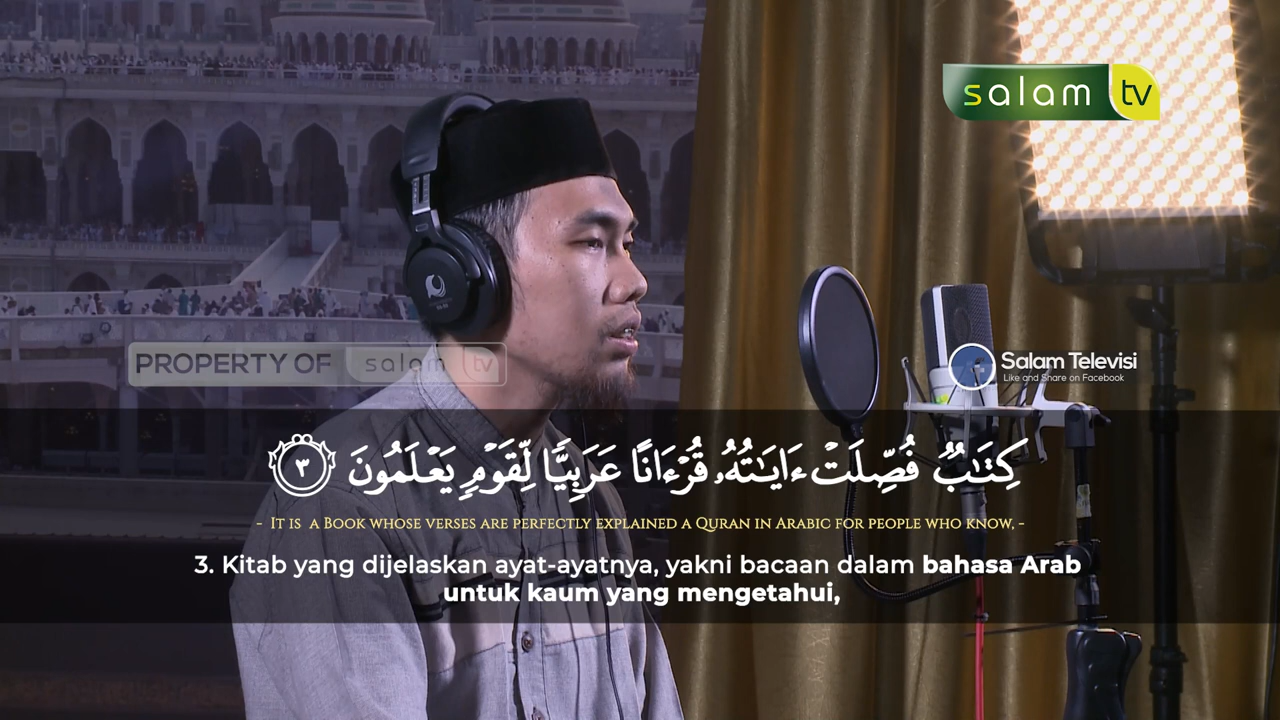 salam tv
PROPERTY OF salam tv
Salam Televisi
Like and Share on Facebook
كِتَـٰبٌ فُصِّلَتْ ءَايَـٰتُهُۥ قُرْءَانًا عَرَبِيًّا لِّقَوْمٍ يَعْلَمُونَ ٣
- It is a Book whose verses are perfectly explained a Quran in Arabic for people who know, -
3. Kitab yang dijelaskan ayat-ayatnya, yakni bacaan dalam bahasa Arab
untuk kaum yang mengetahui,